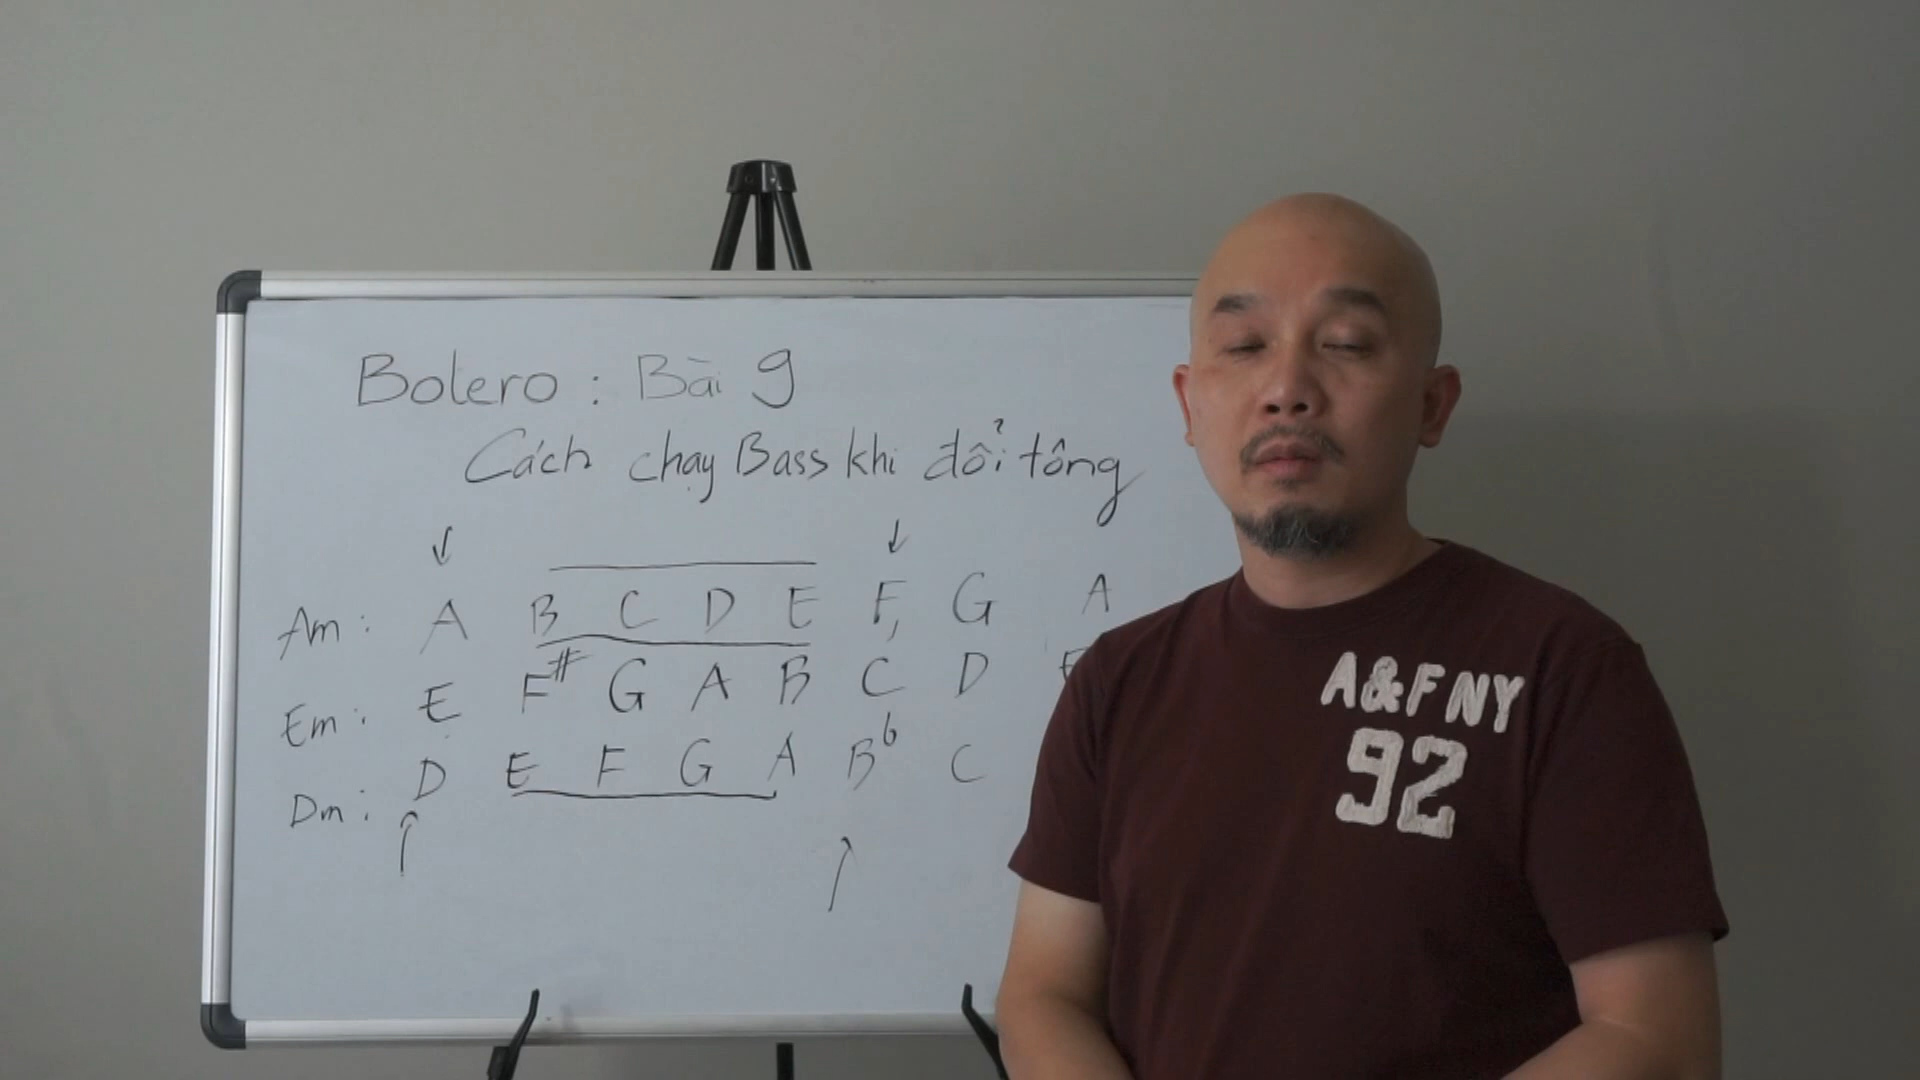 Bolero : Bài 9
Cách chạy Bass khi đổi tông
Am : A B C D E F, G A
Em : E F# G A B C D
Dm : D E F G A Bb C
A&F NY
92